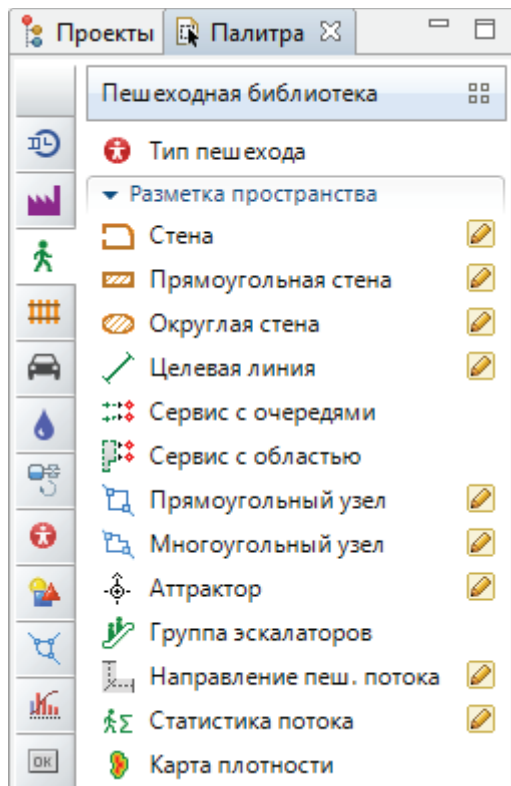 Проекты Палитра
Пешеходная библиотека
Тип пешехода
Разметка пространства
Стена
Прямоугольная стена
Округлая стена
Целевая линия
Сервис с очередями
Сервис с областью
Прямоугольный узел
Многоугольный узел
Аттрактор
Группа эскалаторов
Направление пеш. потока
Статистика потока
Карта плотности
OK